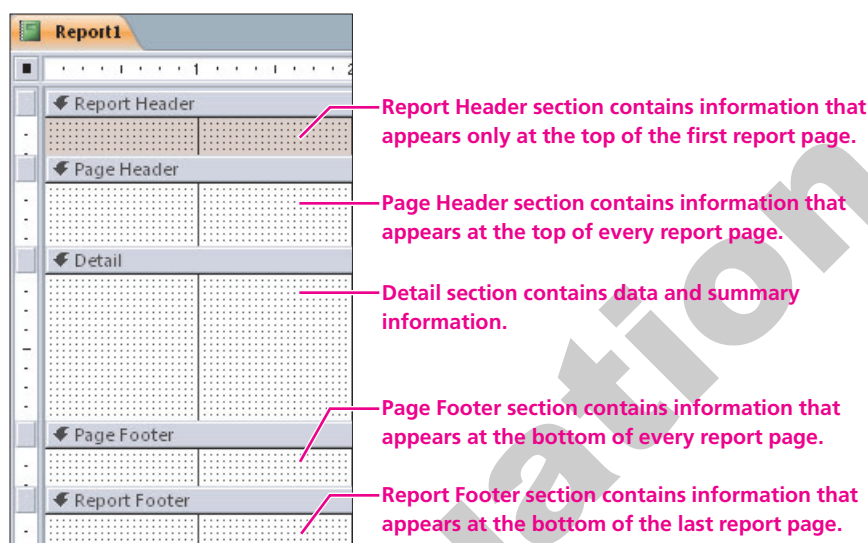 Report1
1 2
Report Header
Report Header section contains information that
appears only at the top of the first report page.
Page Header
Page Header section contains information that
appears at the top of every report page.
Detail
Detail section contains data and summary
information.
Page Footer
Page Footer section contains information that
appears at the bottom of every report page.
Report Footer
Report Footer section contains information that
appears at the bottom of the last report page.